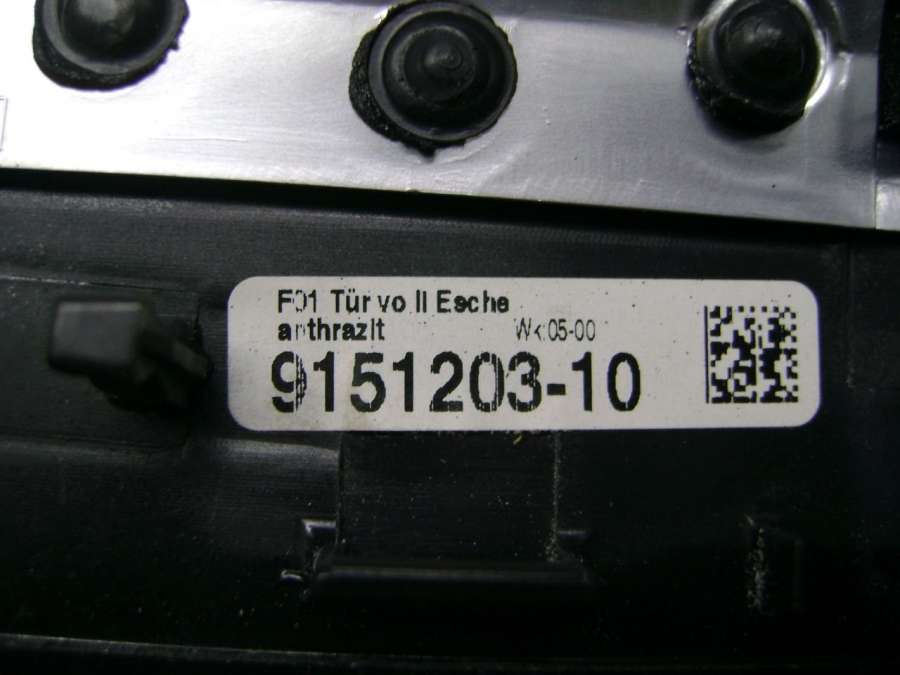 F01 Tür vo li Esche
anthrazit Wk:05-00
9151203-10